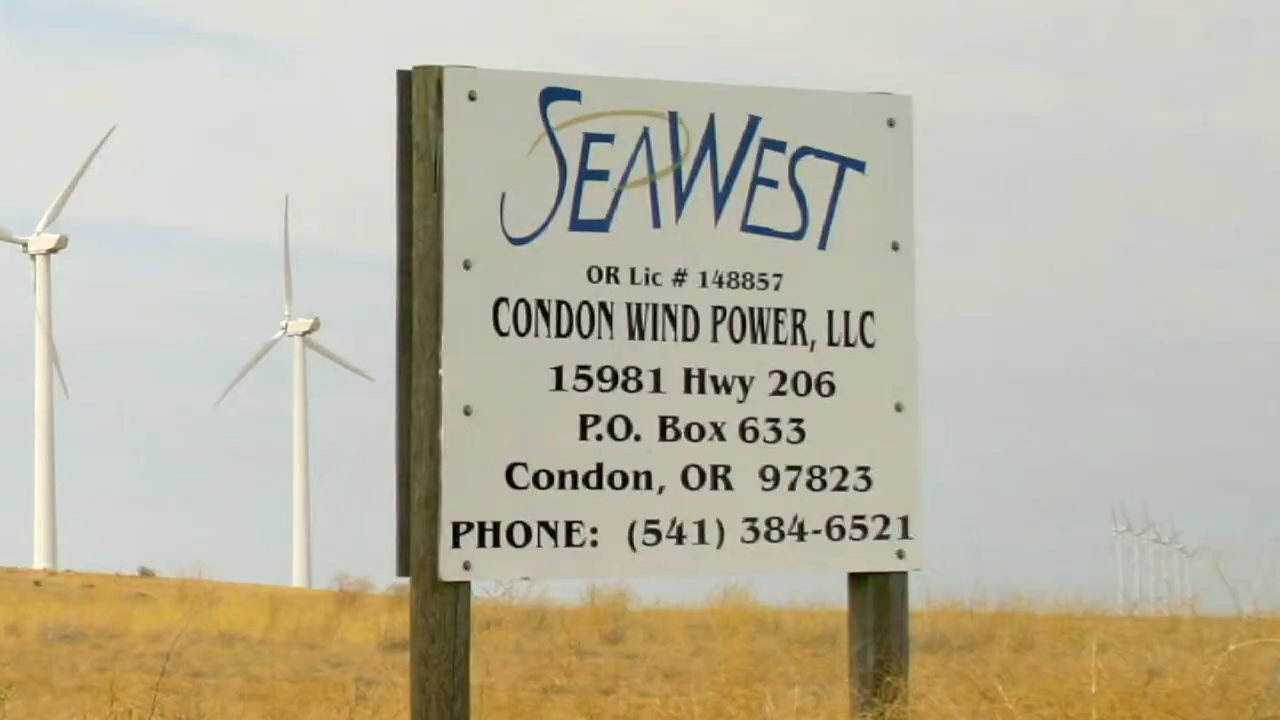 SEAWEST
OR Lic # 148857
CONDON WIND POWER, LLC
15981 Hwy 206
P.O. Box 633
Condon, OR 97823
PHONE: (541) 384-6521